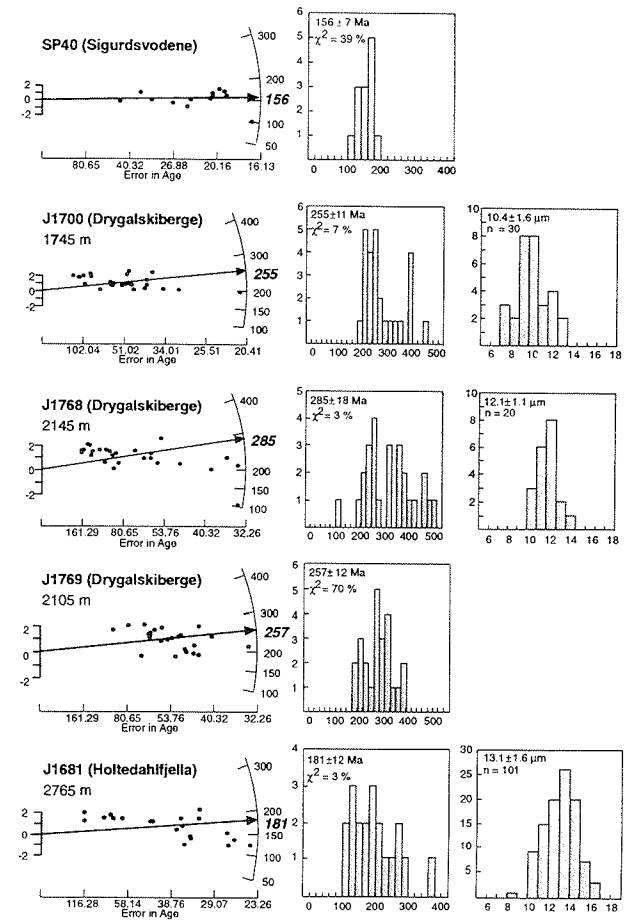 SP40 (Sigurdsvodene)
300
200
100
50
2
0
-2
156
80.65 40.32 26.88 20.16 16.13
Error in Age
6
5
4
3
2
1
156 ± 7 Ma
χ2 = 39 %
0 100 200 300 400
J1700 (Drygalskiberge)
1745 m
400
300
200
150
100
2
0
-2
255
102.04 51.02 34.01 25.51 20.41
Error in Age
6
5
4
3
2
1
255±11 Ma
χ2 = 7 %
0 100 200 300 400 500
10
8
6
4
2
10.4±1.6 µm
n = 30
6 8 10 12 14 16 18
J1768 (Drygalskiberge)
2145 m
400
300
200
150
100
2
0
-2
285
161.29 80.65 53.76 40.32 32.26
Error in Age
5
4
3
2
1
285±18 Ma
χ2 = 3 %
0 100 200 300 400 500
10
8
6
4
2
12.1±1.1 µm
n = 20
6 8 10 12 14 16 18
J1769 (Drygalskiberge)
2105 m
400
300
200
150
100
2
0
-2
257
161.29 80.65 53.76 40.32 32.26
Error in Age
6
5
4
3
2
1
257± 12 Ma
χ2 = 70 %
0 100 200 300 400 500
J1681 (Holtedahlfjella)
2765 m
300
200
150
100
50
2
0
-2
181
116.28 58.14 38.76 29.07 23.26
Error in Age
4
3
2
1
181±12 Ma
χ2 = 3 %
0 100 200 300 400
30
25
20
15
10
5
13.1±1.6 µm
n = 101
6 8 10 12 14 16 18